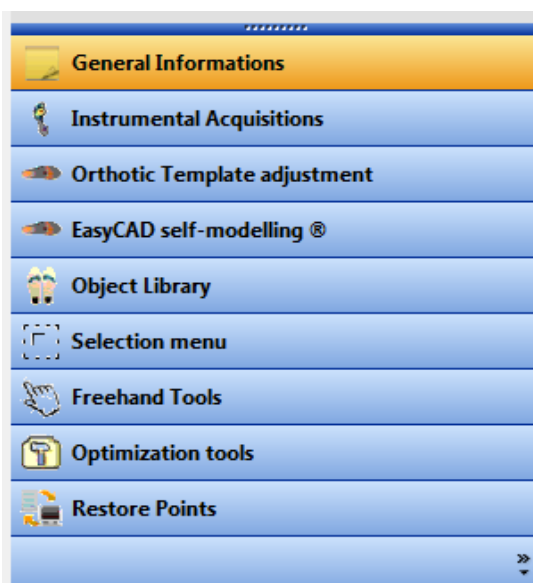 General Informations
Instrumental Acquisitions
Orthotic Template adjustment
EasyCAD self-modelling ®
Object Library
Selection menu
Freehand Tools
Optimization tools
Restore Points